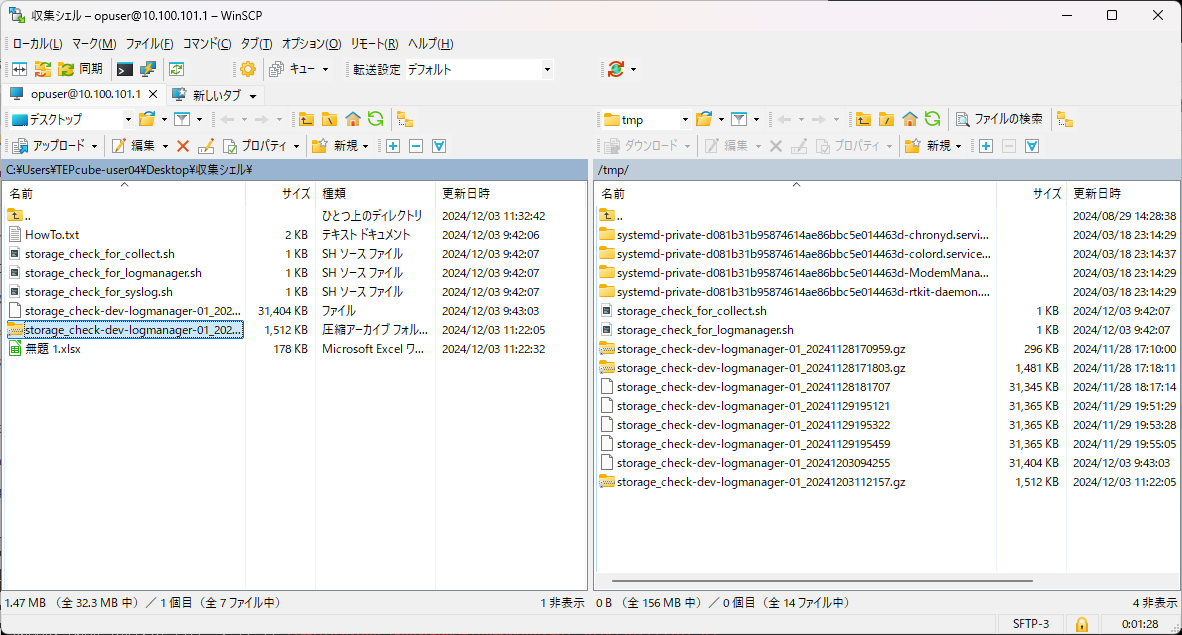 収集シェル – opuser@10.100.101.1 – WinSCP
ローカル(L) マーク(M) ファイル(F) コマンド(C) タブ(T) オプション(O) リモート(R) ヘルプ(H)
同期 キュー 転送設定 デフォルト
opuser@10.100.101.1 新しいタブ
デスクトップ
アップロード 編集 プロパティ 新規
C:¥Users¥TEPcube-user04¥Desktop¥収集シェル¥
名前 サイズ 種類 更新日時
.. ひとつ上のディレクトリ 2024/12/03 11:32:42
HowTo.txt 2 KB テキスト ドキュメント 2024/12/03 9:42:06
storage_check_for_collect.sh 1 KB SH ソース ファイル 2024/12/03 9:42:07
storage_check_for_logmanager.sh 1 KB SH ソース ファイル 2024/12/03 9:42:07
storage_check_for_syslog.sh 1 KB SH ソース ファイル 2024/12/03 9:42:07
storage_check-dev-logmanager-01_202... 31,404 KB ファイル 2024/12/03 9:43:03
storage_check-dev-logmanager-01_202... 1,512 KB 圧縮アーカイブ フォル... 2024/12/03 11:22:05
無題 1.xlsx 178 KB Microsoft Excel ワ... 2024/12/03 11:22:32
1.47 MB （全 32.3 MB 中）／ 1 個目（全 7 ファイル中） 1 非表示
tmp ファイルの検索
ダウンロード 編集 プロパティ 新規
/tmp/
名前 サイズ 更新日時
.. 2024/08/29 14:28:38
systemd-private-d081b31b95874614ae86bbc5e014463d-chronyd.servi... 2024/03/18 23:14:29
systemd-private-d081b31b95874614ae86bbc5e014463d-colord.service... 2024/03/18 23:14:37
systemd-private-d081b31b95874614ae86bbc5e014463d-ModemMana... 2024/03/18 23:14:29
systemd-private-d081b31b95874614ae86bbc5e014463d-rtkit-daemon.... 2024/03/18 23:14:29
storage_check_for_collect.sh 1 KB 2024/12/03 9:42:07
storage_check_for_logmanager.sh 1 KB 2024/12/03 9:42:07
storage_check-dev-logmanager-01_20241128170959.gz 296 KB 2024/11/28 17:10:00
storage_check-dev-logmanager-01_20241128171803.gz 1,481 KB 2024/11/28 17:18:11
storage_check-dev-logmanager-01_20241128181707 31,345 KB 2024/11/28 18:17:14
storage_check-dev-logmanager-01_20241129195121 31,365 KB 2024/11/29 19:51:29
storage_check-dev-logmanager-01_20241129195322 31,365 KB 2024/11/29 19:53:28
storage_check-dev-logmanager-01_20241129195459 31,365 KB 2024/11/29 19:55:05
storage_check-dev-logmanager-01_20241203094255 31,404 KB 2024/12/03 9:43:03
storage_check-dev-logmanager-01_20241203112157.gz 1,512 KB 2024/12/03 11:22:05
0 B （全 156 MB 中）／ 0 個目（全 14 ファイル中） 4 非表示
SFTP-3 0:01:28